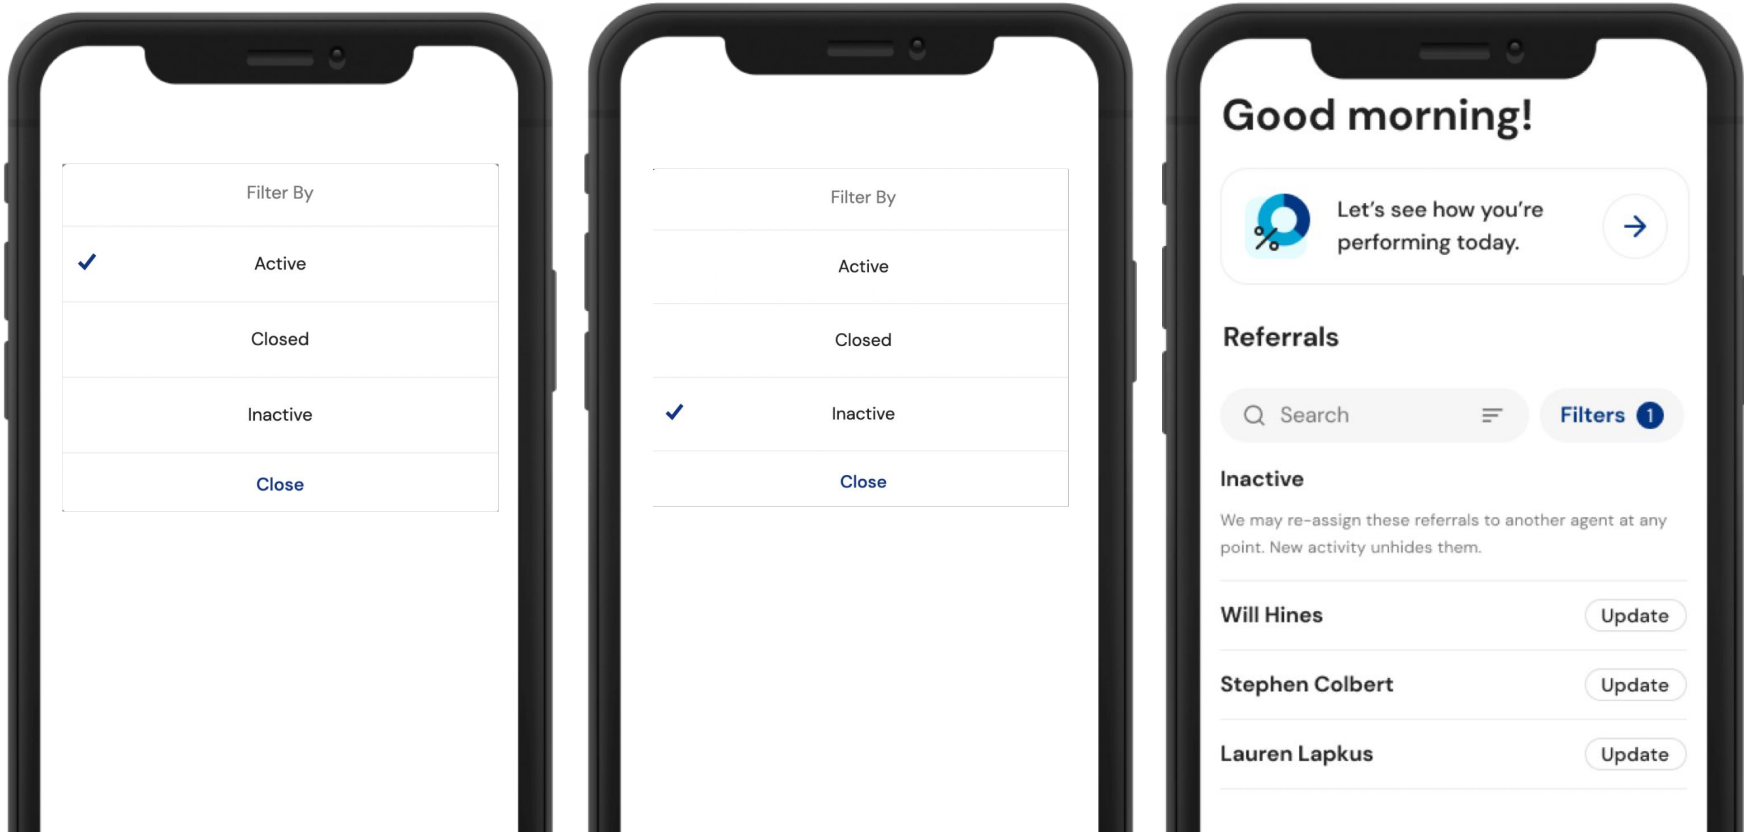 Filter By
Active
Closed
Inactive
Close
Filter By
Active
Closed
Inactive
Close
Good morning!
Let’s see how you’re
performing today.
Referrals
Search
Filters 1
Inactive
We may re-assign these referrals to another agent at any
point. New activity unhides them.
Will Hines Update
Stephen Colbert Update
Lauren Lapkus Update